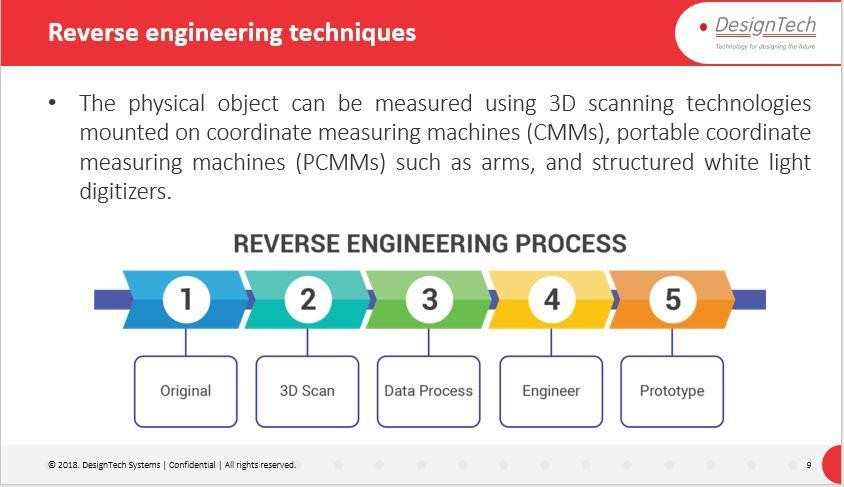 Reverse engineering techniques
DesignTech
Technology for designing the future
• The physical object can be measured using 3D scanning technologies
mounted on coordinate measuring machines (CMMs), portable coordinate
measuring machines (PCMMs) such as arms, and structured white light
digitizers.
REVERSE ENGINEERING PROCESS
1 2 3 4 5
Original 3D Scan Data Process Engineer Prototype
© 2018. DesignTech Systems | Confidential | All rights reserved. 9